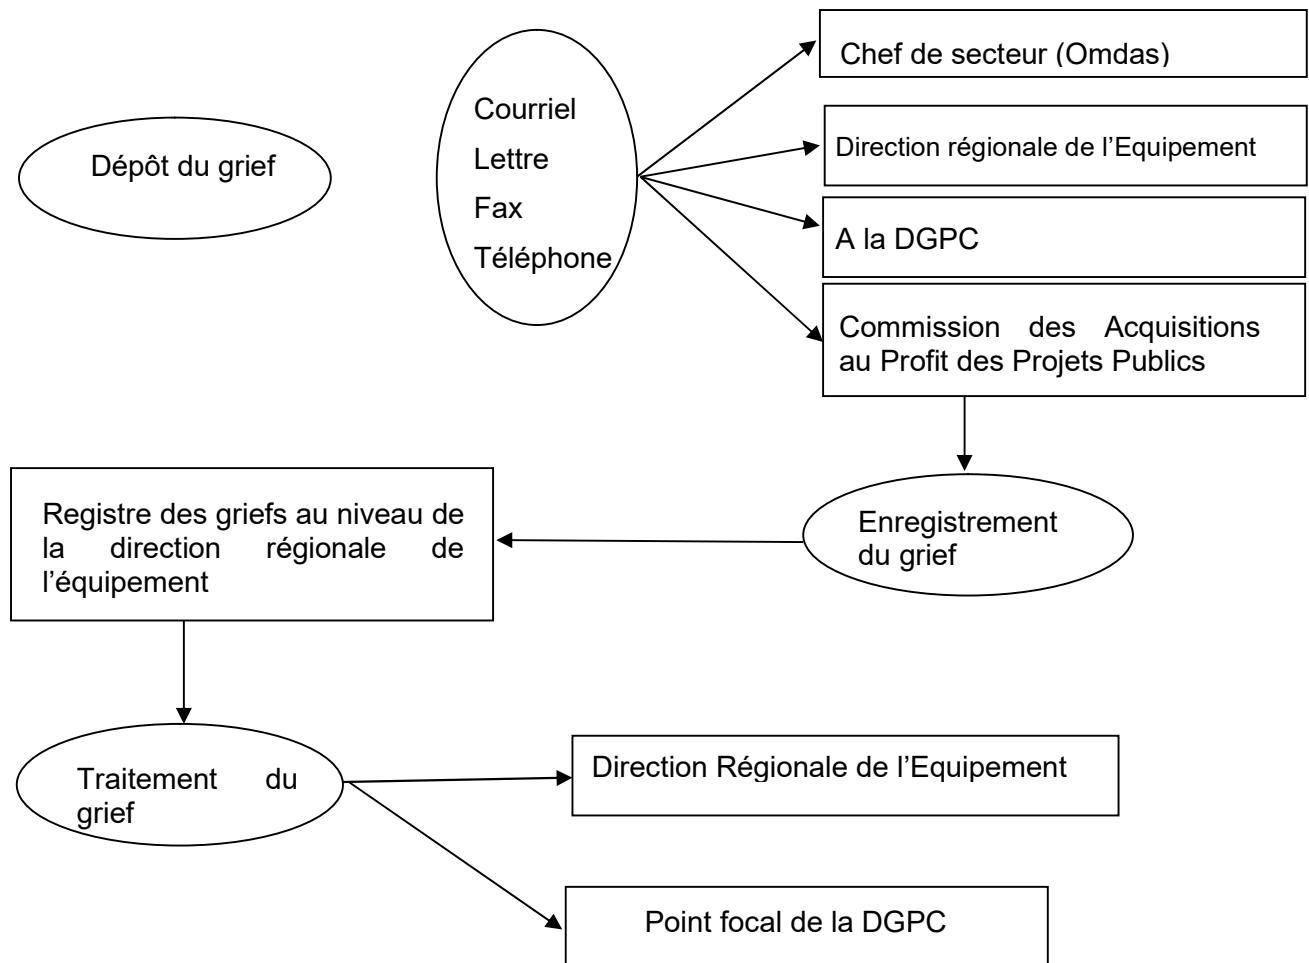 Dépôt du grief
Courriel
Lettre
Fax
Téléphone
Chef de secteur (Omdas)
Direction régionale de l’Equipement
A la DGPC
Commission des Acquisitions
au Profit des Projets Publics
Enregistrement
du grief
Registre des griefs au niveau de
la direction régionale de
l’équipement
Traitement du
grief
Direction Régionale de l’Equipement
Point focal de la DGPC